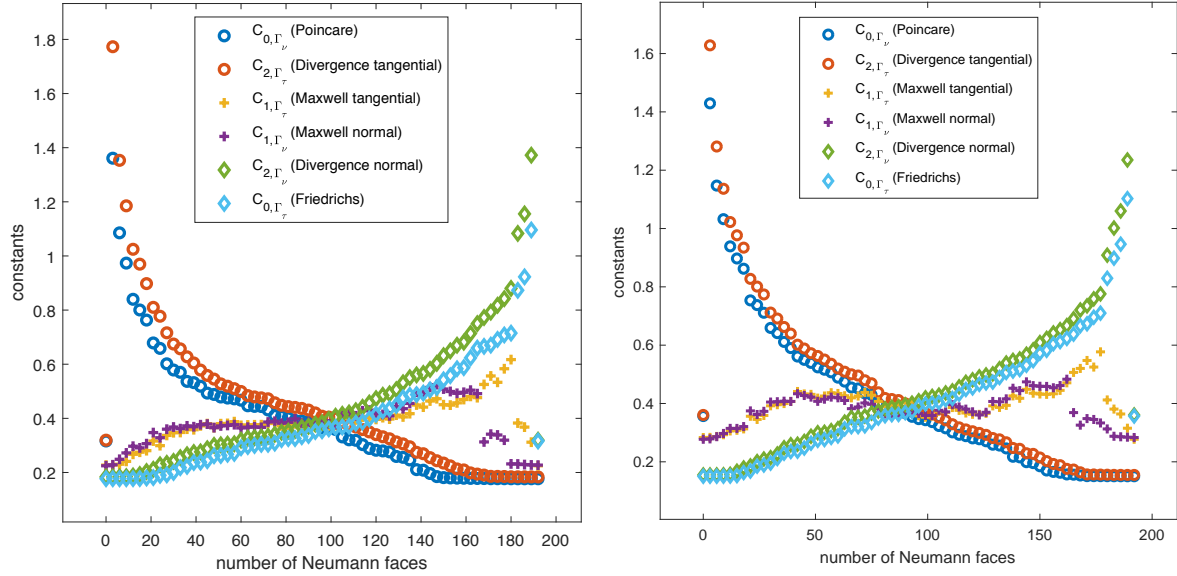 C0,Γν (Poincare)
C2,Γτ (Divergence tangential)
C1,Γτ (Maxwell tangential)
C1,Γν (Maxwell normal)
C2,Γν (Divergence normal)
C0,Γτ (Friedrichs)
1.8
1.6
1.4
1.2
1
0.8
0.6
0.4
0.2
constants
0 20 40 60 80 100 120 140 160 180 200
number of Neumann faces
C0,Γν (Poincare)
C2,Γτ (Divergence tangential)
C1,Γτ (Maxwell tangential)
C1,Γν (Maxwell normal)
C2,Γν (Divergence normal)
C0,Γτ (Friedrichs)
1.6
1.4
1.2
1
0.8
0.6
0.4
0.2
constants
0 50 100 150 200
number of Neumann faces